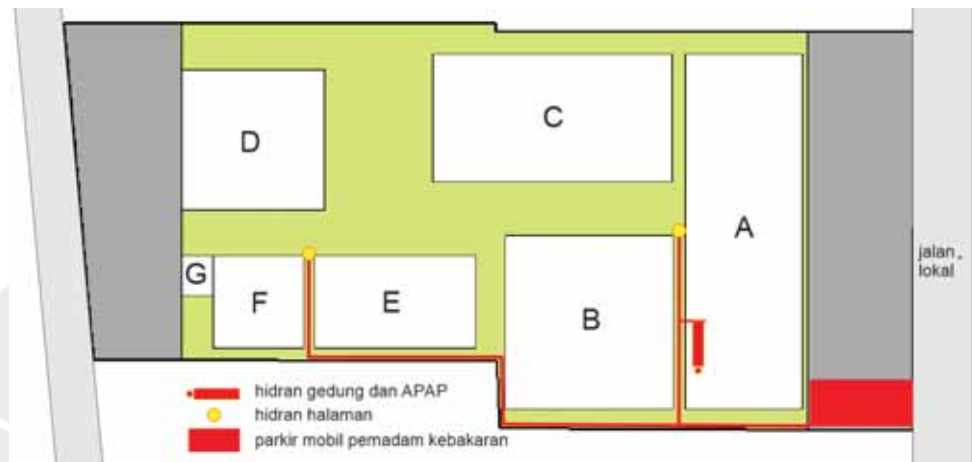 D
C
A
G
F
E
B
jalan
lokal
hidran gedung dan APAP
hidran halaman
parkir mobil pemadam kebakaran